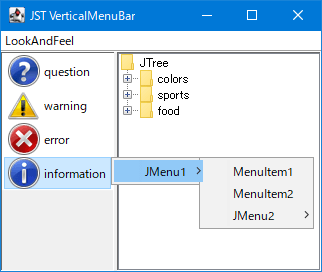 JST VerticalMenuBar
LookAndFeel
question
warning
error
information
JTree
colors
sports
food
JMenu1
MenuItem1
MenuItem2
JMenu2